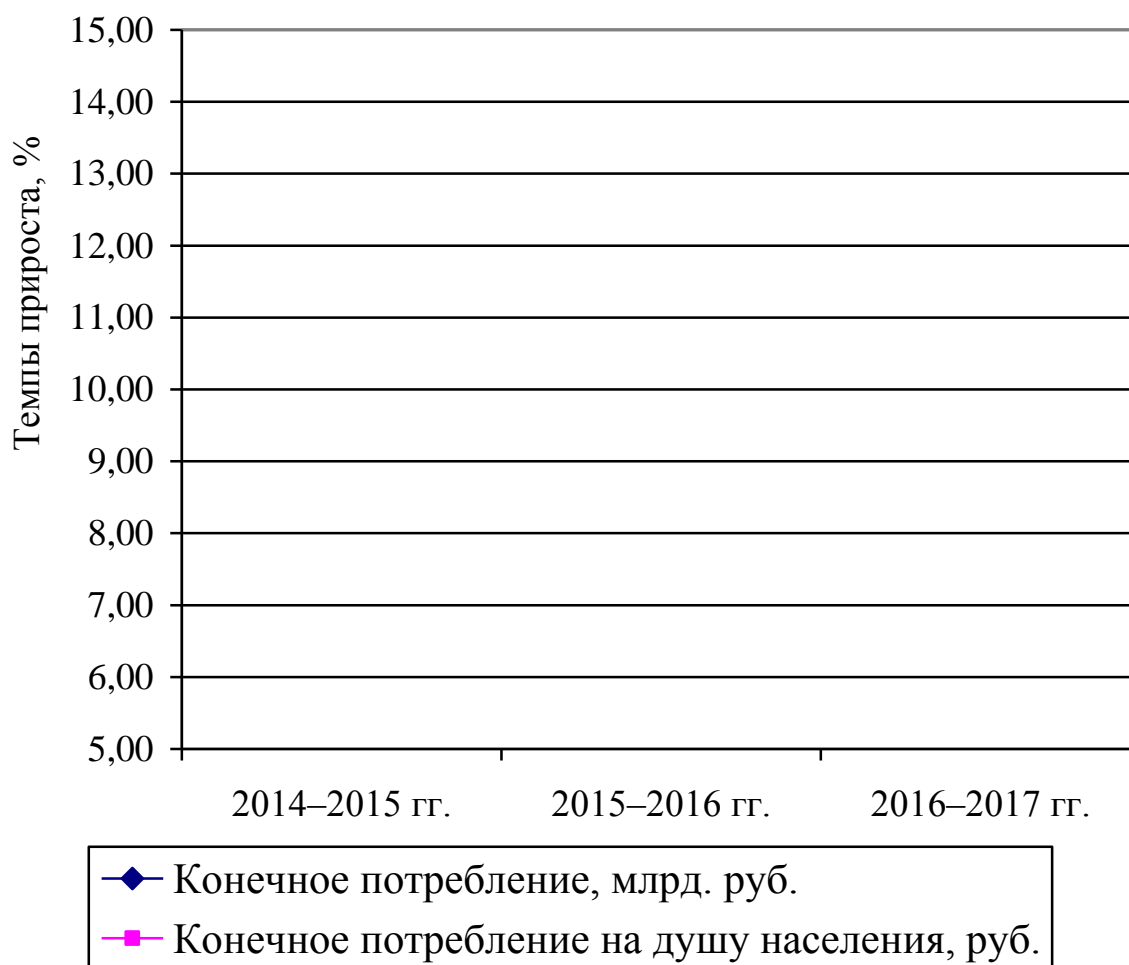 15,00
14,00
13,00
12,00
11,00
10,00
9,00
8,00
7,00
6,00
5,00
Темпы прироста, %
2014–2015 гг. 2015–2016 гг. 2016–2017 гг.
Конечное потребление, млрд. руб.
Конечное потребление на душу населения, руб.